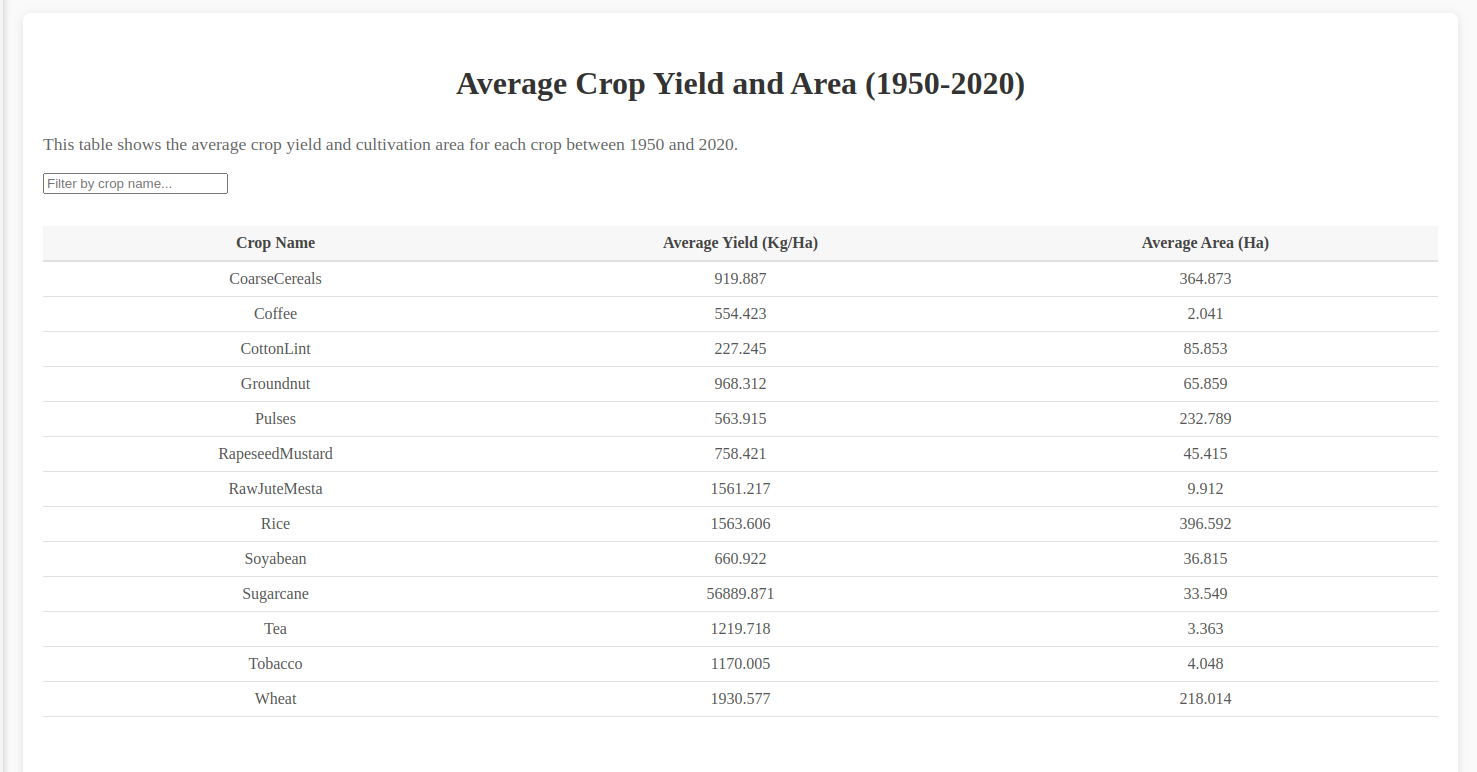 Average Crop Yield and Area (1950-2020)
This table shows the average crop yield and cultivation area for each crop between 1950 and 2020.
Filter by crop name...
Crop Name Average Yield (Kg/Ha) Average Area (Ha)
CoarseCereals 919.887 364.873
Coffee 554.423 2.041
CottonLint 227.245 85.853
Groundnut 968.312 65.859
Pulses 563.915 232.789
RapeseedMustard 758.421 45.415
RawJuteMesta 1561.217 9.912
Rice 1563.606 396.592
Soyabean 660.922 36.815
Sugarcane 56889.871 33.549
Tea 1219.718 3.363
Tobacco 1170.005 4.048
Wheat 1930.577 218.014